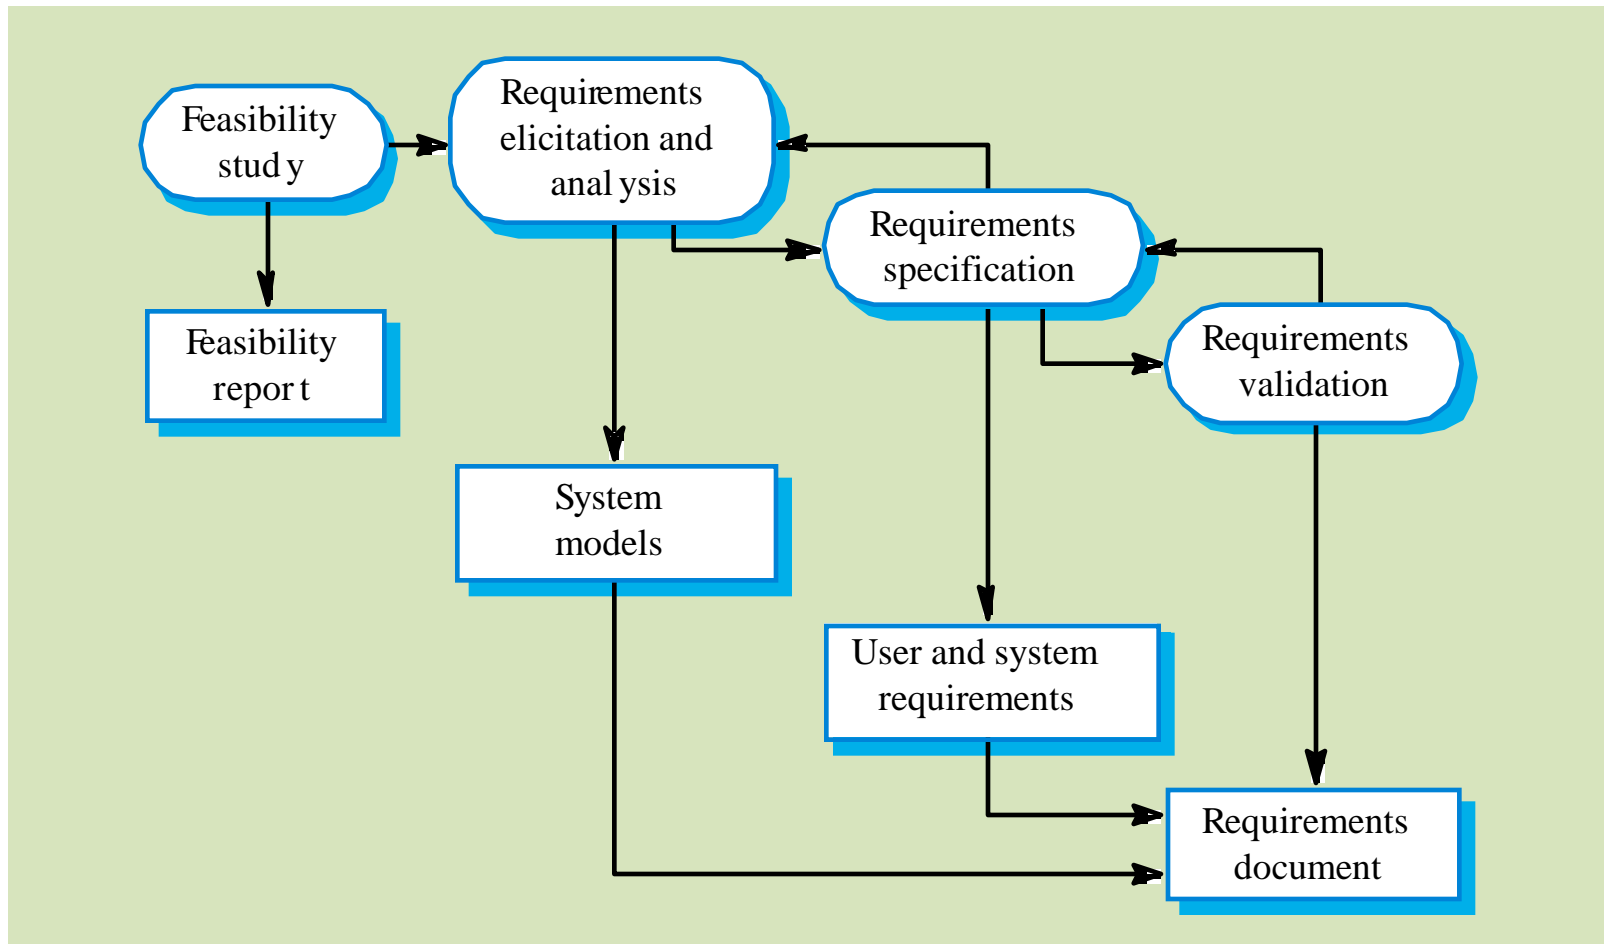 Feasibility
study
Requirements
elicitation and
analysis
Requirements
specification
Requirements
validation
Feasibility
report
System
models
User and system
requirements
Requirements
document